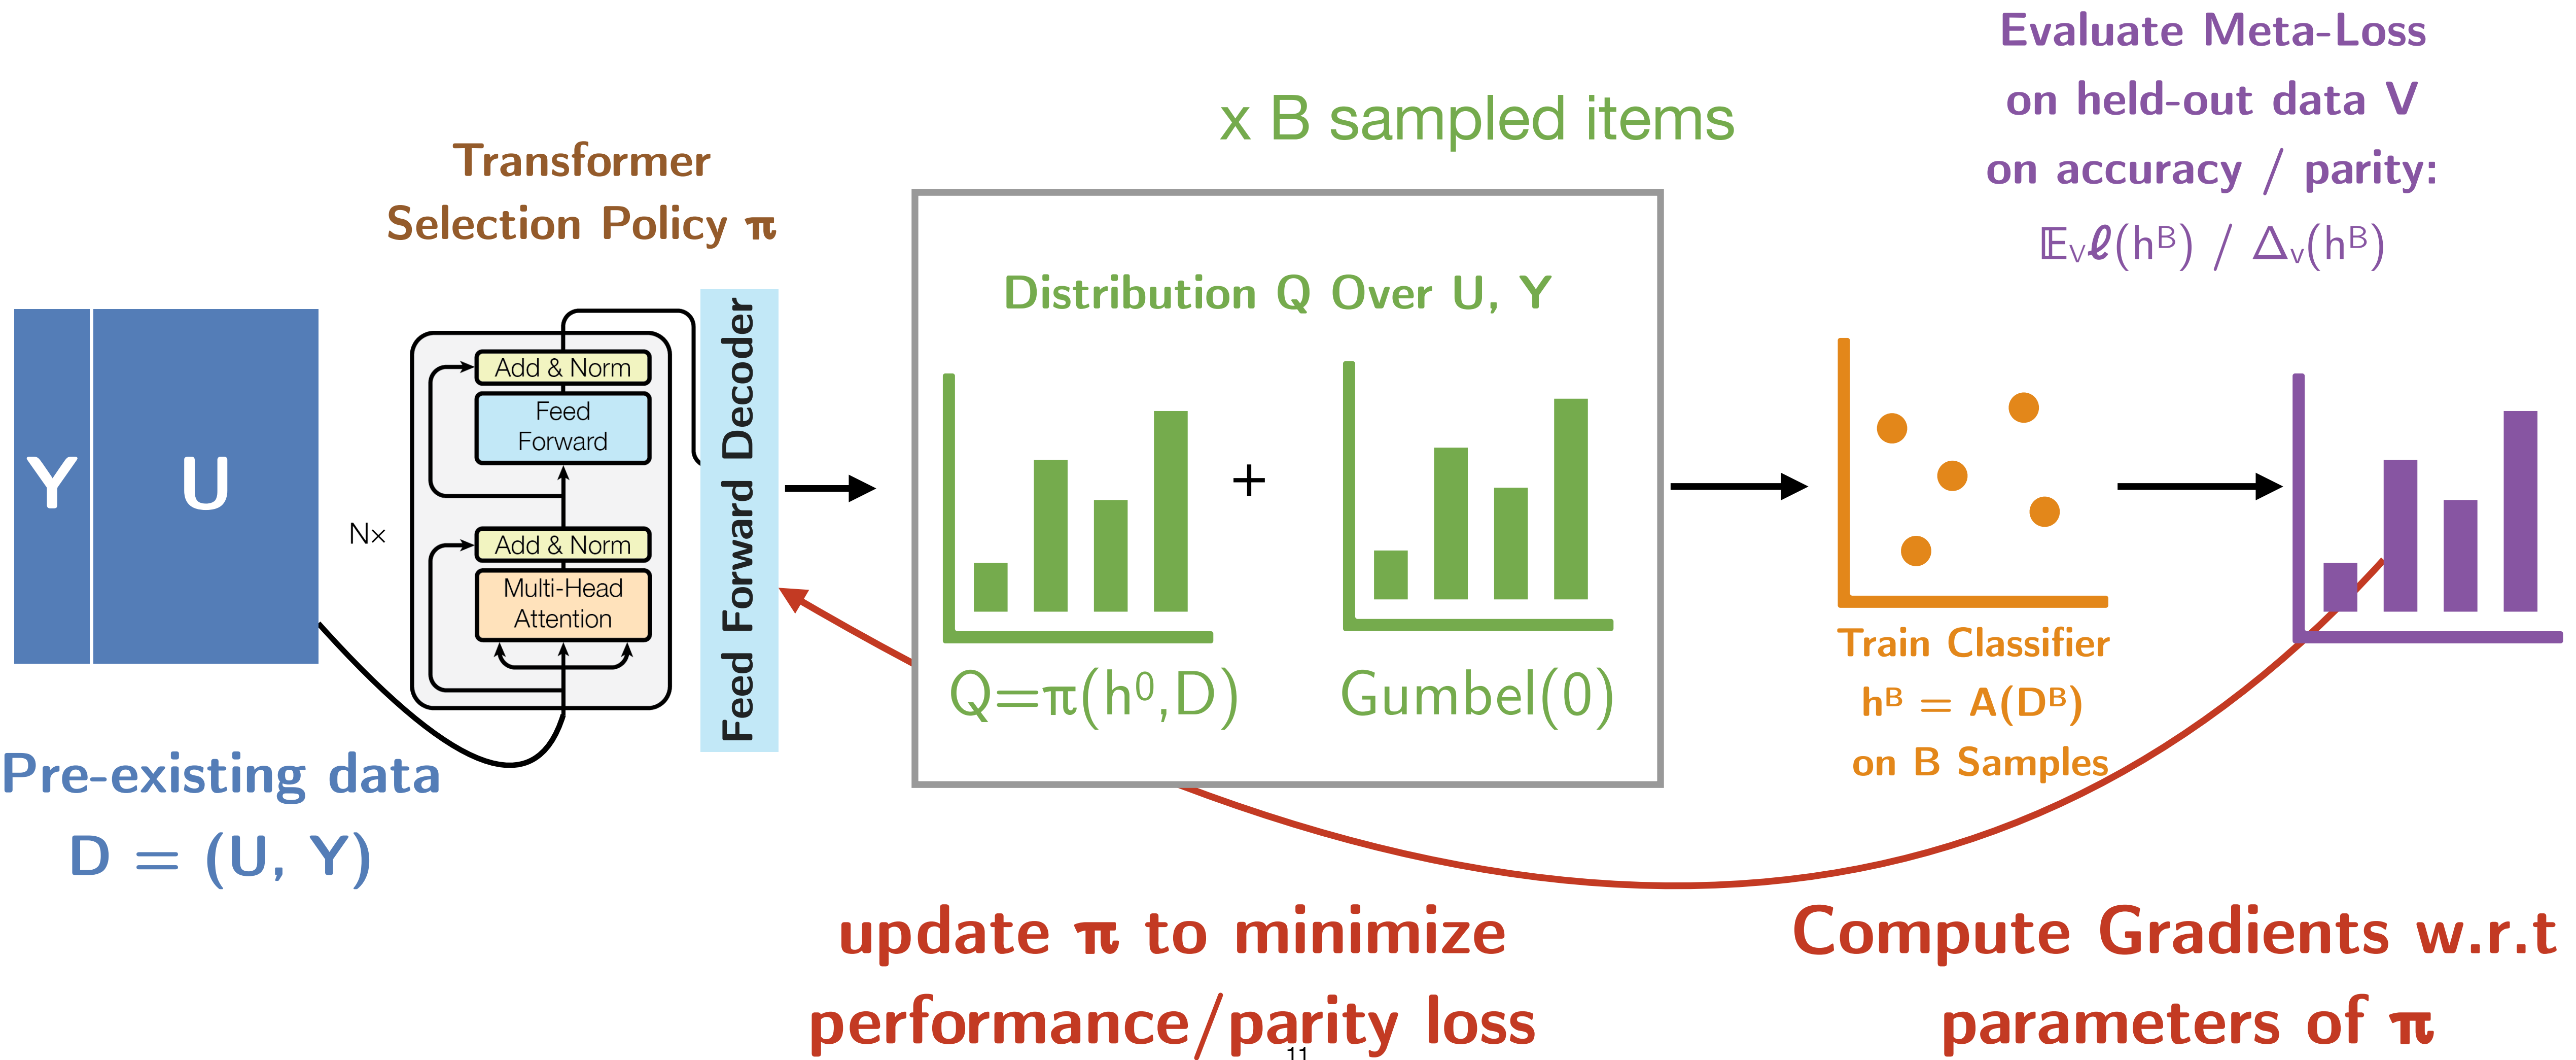 Y
U
Pre-existing data
D = (U, Y)
Transformer
Selection Policy π
N×
Add & Norm
Feed
Forward
Add & Norm
Multi-Head
Attention
Feed Forward Decoder
x B sampled items
Distribution Q Over U, Y
+
Q=π(h⁰,D)
Gumbel(0)
Train Classifier
hᴮ = A(Dᴮ)
on B Samples
Evaluate Meta-Loss
on held-out data V
on accuracy / parity:
𝔼ᵥℓ(hᴮ) / Δᵥ(hᴮ)
update π to minimize
performance/parity loss
Compute Gradients w.r.t
parameters of π
11